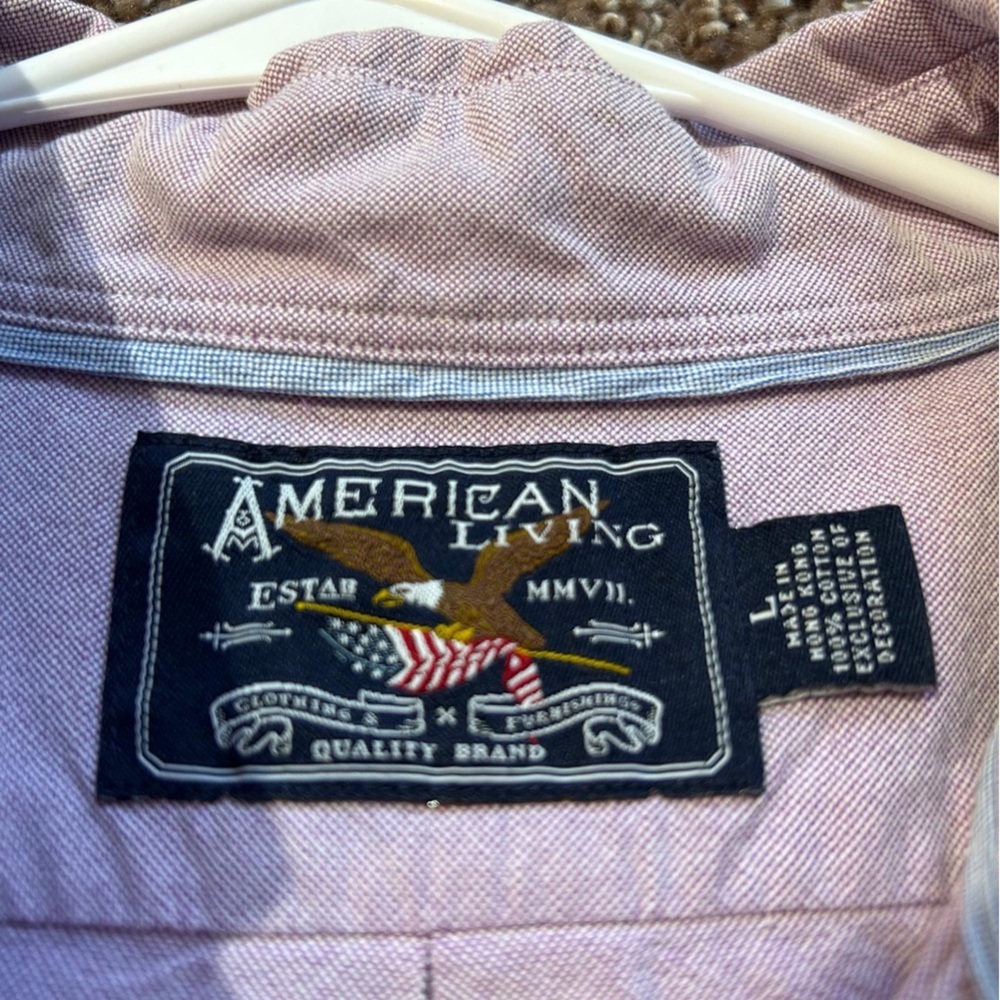 AMERICAN
LIVING
ESTAB MMVII.
CLOTHING & × FURNISHINGS
QUALITY BRAND
L
MADE IN
HONG KONG
100% COTTON
EXCLUSIVE OF
DECORATION